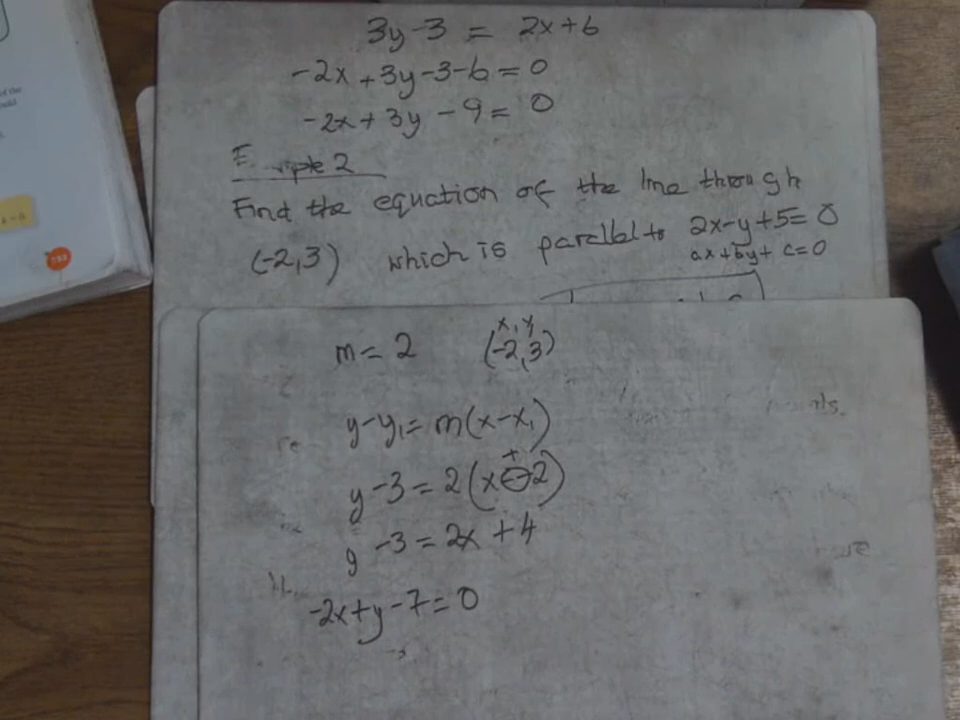 3y-3 = 2x+6
-2x+3y-3-6=0
-2x+3y-9=0
2
Find the equation of the line through
(-2,3) which is parallel to 2x-y+5=0
ax+by+c=0
m=2 (-2,3)
x, y
y-y₁=m(x-x₁)
y-3=2(x--2)
+
y-3=2x+4
-2x+y-7=0